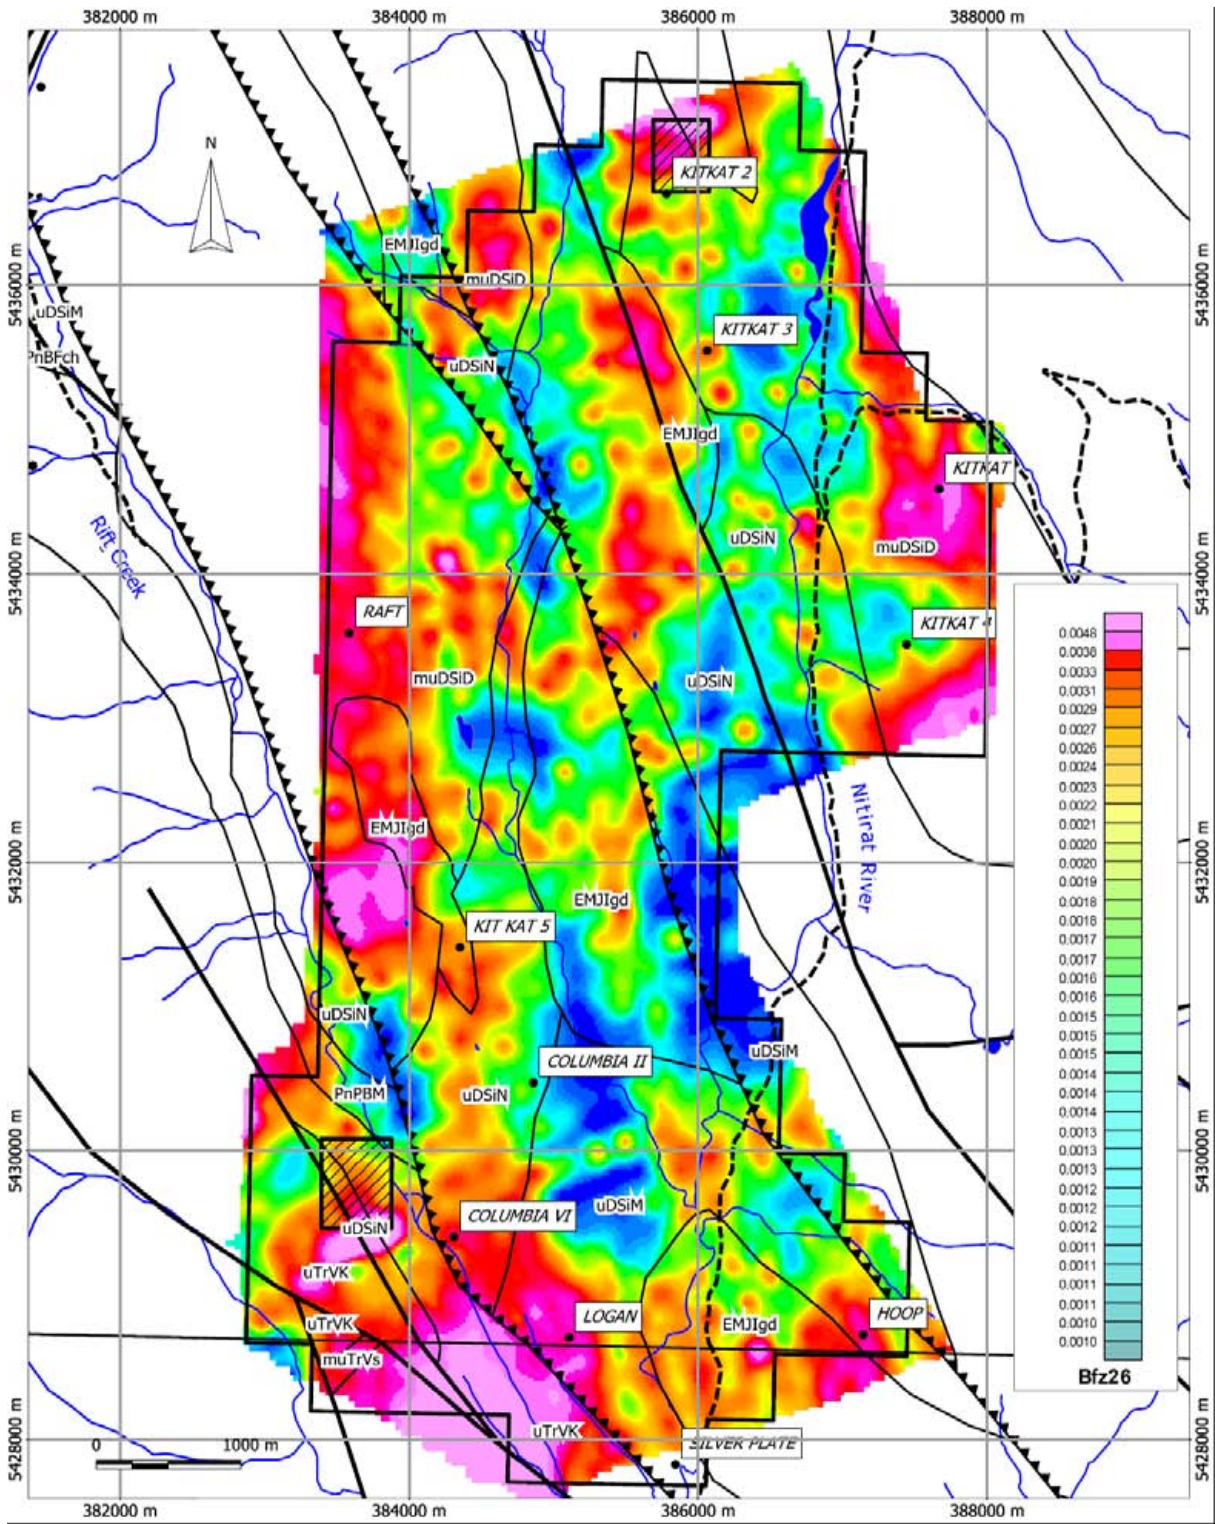 382000 m
384000 m
386000 m
388000 m
N
KITKAT 2
EMJIgd
muDSiD
5436000 m
5436000 m
uDSiM
KITKAT 3
PnBFch
uDSiN
EMJIgd
KITKAT
Rift Creek
uDSiN
muDSiD
5434000 m
5434000 m
RAFT
KITKAT 4
muDSiD
uDSiN
0.0048
0.0038
0.0033
0.0031
0.0029
0.0027
0.0026
0.0024
0.0023
0.0022
0.0021
0.0020
0.0020
0.0019
0.0018
0.0018
0.0017
0.0017
0.0016
0.0016
0.0015
0.0015
0.0015
0.0014
0.0014
0.0014
0.0013
0.0013
0.0013
0.0012
0.0012
0.0012
0.0011
0.0011
0.0011
0.0011
0.0010
0.0010
Bfz26
EMJIgd
Nitirat River
5432000 m
5432000 m
EMJIgd
KIT KAT 5
uDSiN
COLUMBIA II
uDSiM
PnPBM
uDSiN
5430000 m
5430000 m
uDSiM
COLUMBIA VI
uDSiN
uTrVK
LOGAN
HOOP
uTrVK
EMJIgd
muTrVs
uTrVK
SILVER PLATE
5428000 m
5428000 m
0
1000 m
382000 m
384000 m
386000 m
388000 m